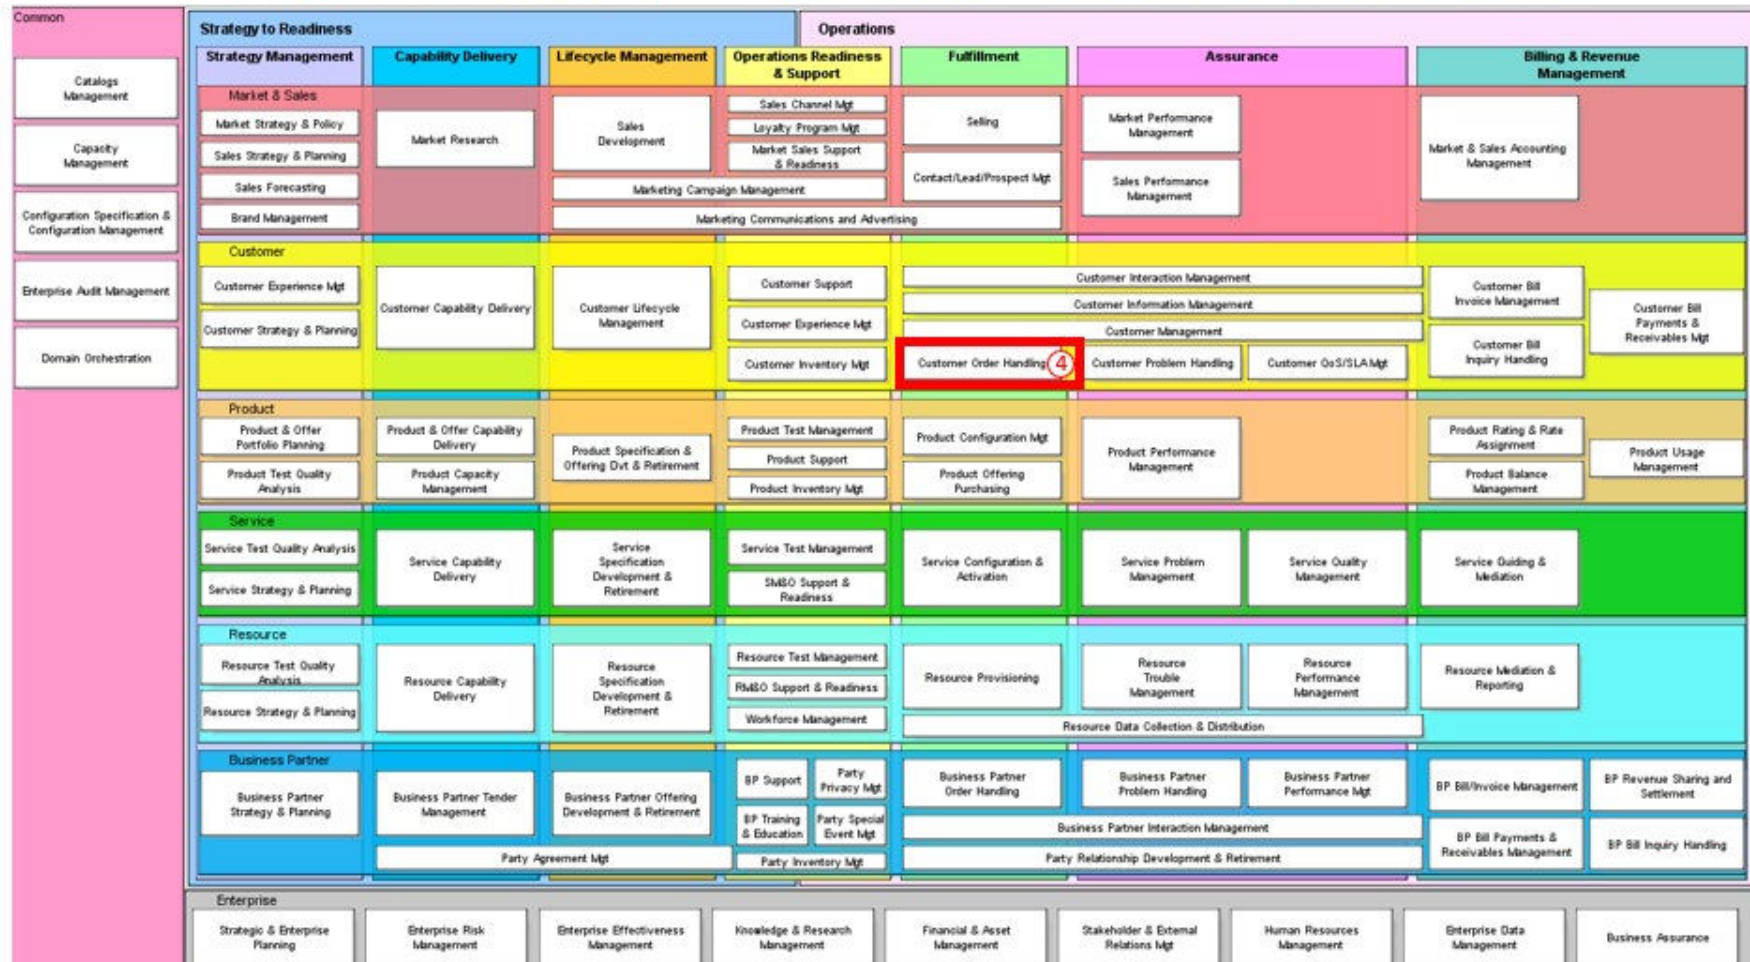 Common
Catalogs
Management
Capacity
Management
Configuration Specification &
Configuration Management
Enterprise Audit Management
Domain Orchestration
Strategy to Readiness
Operations
Strategy Management
Capability Delivery
Lifecycle Management
Operations Readiness
& Support
Fulfillment
Assurance
Billing & Revenue
Management
Market & Sales
Market Strategy & Policy
Sales Strategy & Planning
Sales Forecasting
Brand Management
Market Research
Sales
Development
Sales Channel Mgt
Loyalty Program Mgt
Market Sales Support
& Readiness
Marketing Campaign Management
Marketing Communications and Advertising
Selling
Contact/Lead/Prospect Mgt
Market Performance
Management
Sales Performance
Management
Market & Sales Accounting
Management
Customer
Customer Experience Mgt
Customer Strategy & Planning
Customer Capability Delivery
Customer Lifecycle
Management
Customer Support
Customer Experience Mgt
Customer Inventory Mgt
Customer Interaction Management
Customer Information Management
Customer Management
Customer Order Handling
4
Customer Problem Handling
Customer QoS/SLA Mgt
Customer Bill
Invoice Management
Customer Bill
Inquiry Handling
Customer Bill
Payments &
Receivables Mgt
Product
Product & Offer
Portfolio Planning
Product Test Quality
Analysis
Product & Offer Capability
Delivery
Product Capacity
Management
Product Specification &
Offering Dvt & Retirement
Product Test Management
Product Support
Product Inventory Mgt
Product Configuration Mgt
Product Offering
Purchasing
Product Performance
Management
Product Rating & Rate
Assignment
Product Balance
Management
Product Usage
Management
Service
Service Test Quality Analysis
Service Strategy & Planning
Service Capability
Delivery
Service
Specification
Development &
Retirement
Service Test Management
SM&O Support &
Readiness
Service Configuration &
Activation
Service Problem
Management
Service Quality
Management
Service Guiding &
Mediation
Resource
Resource Test Quality
Analysis
Resource Strategy & Planning
Resource Capability
Delivery
Resource
Specification
Development &
Retirement
Resource Test Management
RM&O Support & Readiness
Workforce Management
Resource Provisioning
Resource
Trouble
Management
Resource
Performance
Management
Resource Data Collection & Distribution
Resource Mediation &
Reporting
Business Partner
Business Partner
Strategy & Planning
Business Partner Tender
Management
Business Partner Offering
Development & Retirement
Party Agreement Mgt
BP Support
Party
Privacy Mgt
BP Training
& Education
Party Special
Event Mgt
Party Inventory Mgt
Business Partner
Order Handling
Business Partner
Problem Handling
Business Partner
Performance Mgt
Business Partner Interaction Management
Party Relationship Development & Retirement
BP Bill/Invoice Management
BP Revenue Sharing and
Settlement
BP Bill Payments &
Receivables Management
BP Bill Inquiry Handling
Enterprise
Strategic & Enterprise
Planning
Enterprise Risk
Management
Enterprise Effectiveness
Management
Knowledge & Research
Management
Financial & Asset
Management
Stakeholder & External
Relations Mgt
Human Resources
Management
Enterprise Data
Management
Business Assurance